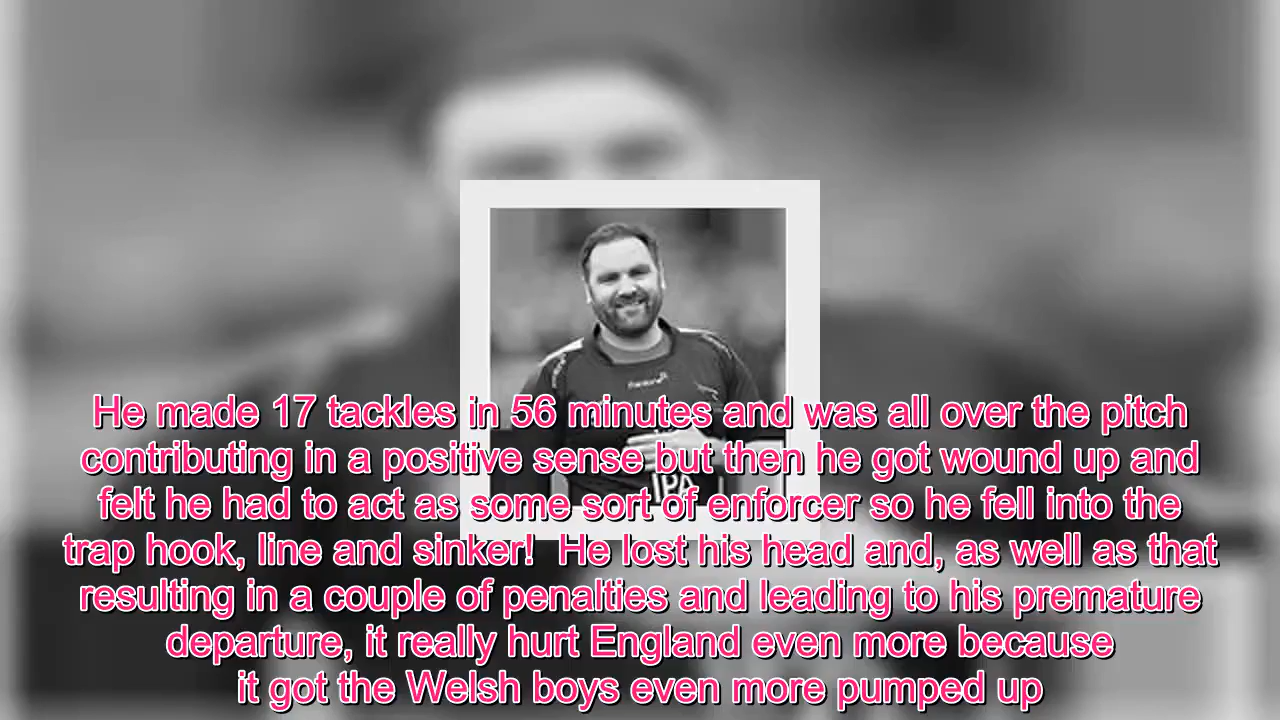 He made 17 tackles in 56 minutes and was all over the pitch
contributing in a positive sense but then he got wound up and
felt he had to act as some sort of enforcer so he fell into the
trap hook, line and sinker!  He lost his head and, as well as that
resulting in a couple of penalties and leading to his premature
departure, it really hurt England even more because
it got the Welsh boys even more pumped up
IPA